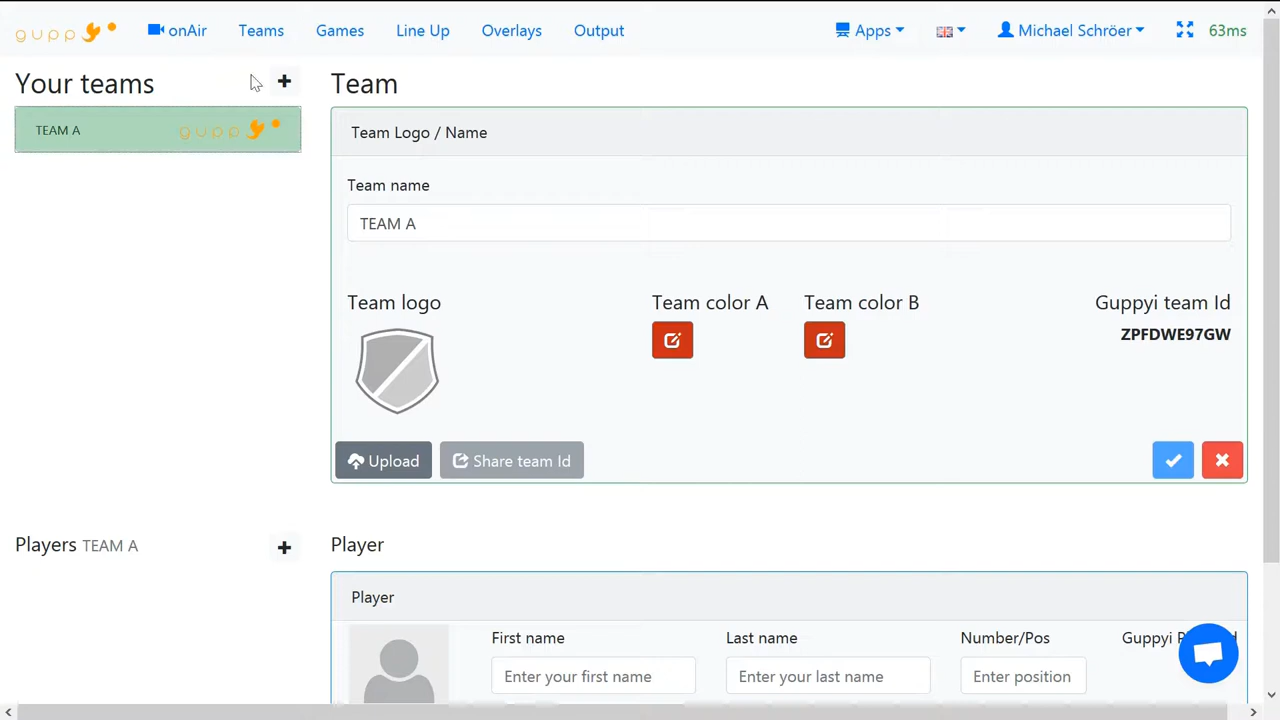 guppy onAir Teams Games Line Up Overlays Output Apps Michael Schröer 63ms
Your teams
TEAM A guppy
Team
Team Logo / Name
Team name
TEAM A
Team logo Team color A Team color B Guppyi team Id
ZPFDWE97GW
Upload Share team Id
Players TEAM A
Player
Player
First name Last name Number/Pos Guppyi
Enter your first name Enter your last name Enter position